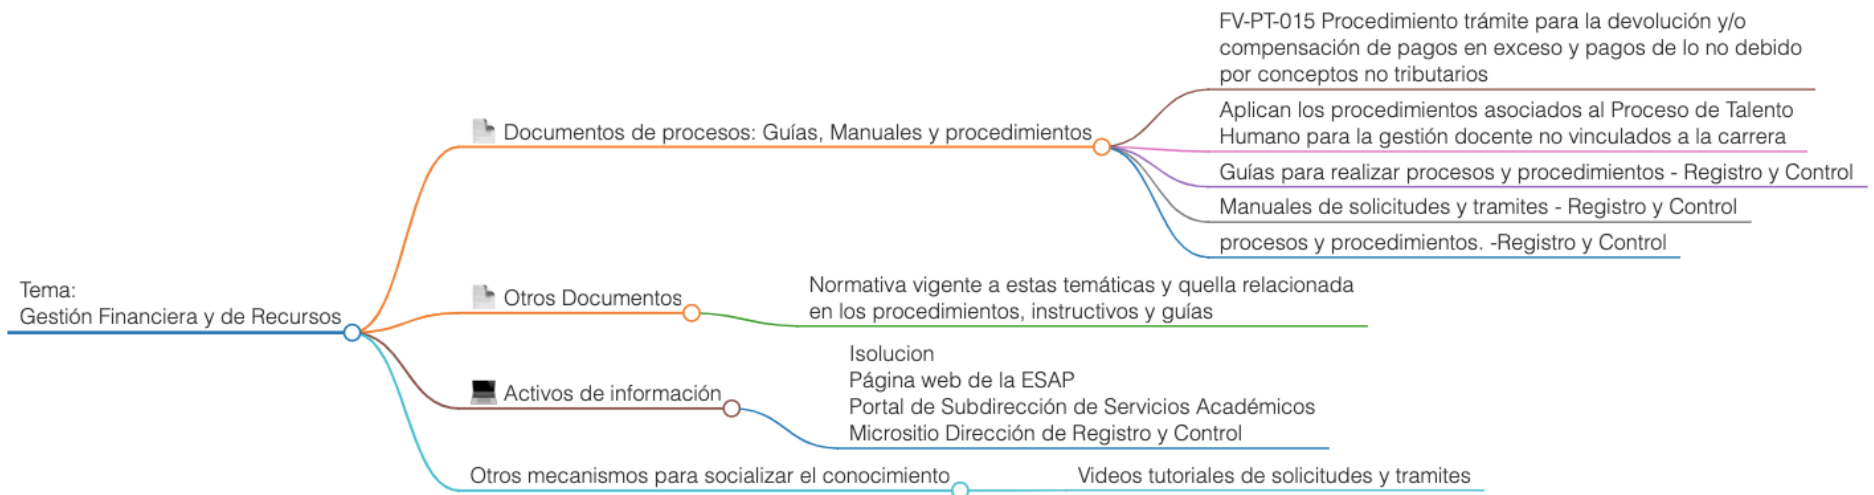 Tema:
Gestión Financiera y de Recursos
Documentos de procesos: Guías, Manuales y procedimientos
FV-PT-015 Procedimiento trámite para la devolución y/o
compensación de pagos en exceso y pagos de lo no debido
por conceptos no tributarios
Aplican los procedimientos asociados al Proceso de Talento
Humano para la gestión docente no vinculados a la carrera
Guías para realizar procesos y procedimientos - Registro y Control
Manuales de solicitudes y tramites - Registro y Control
procesos y procedimientos. -Registro y Control
Otros Documentos
Normativa vigente a estas temáticas y quella relacionada
en los procedimientos, instructivos y guías
Activos de información
Isolucion
Página web de la ESAP
Portal de Subdirección de Servicios Académicos
Micrositio Dirección de Registro y Control
Otros mecanismos para socializar el conocimiento
Videos tutoriales de solicitudes y tramites